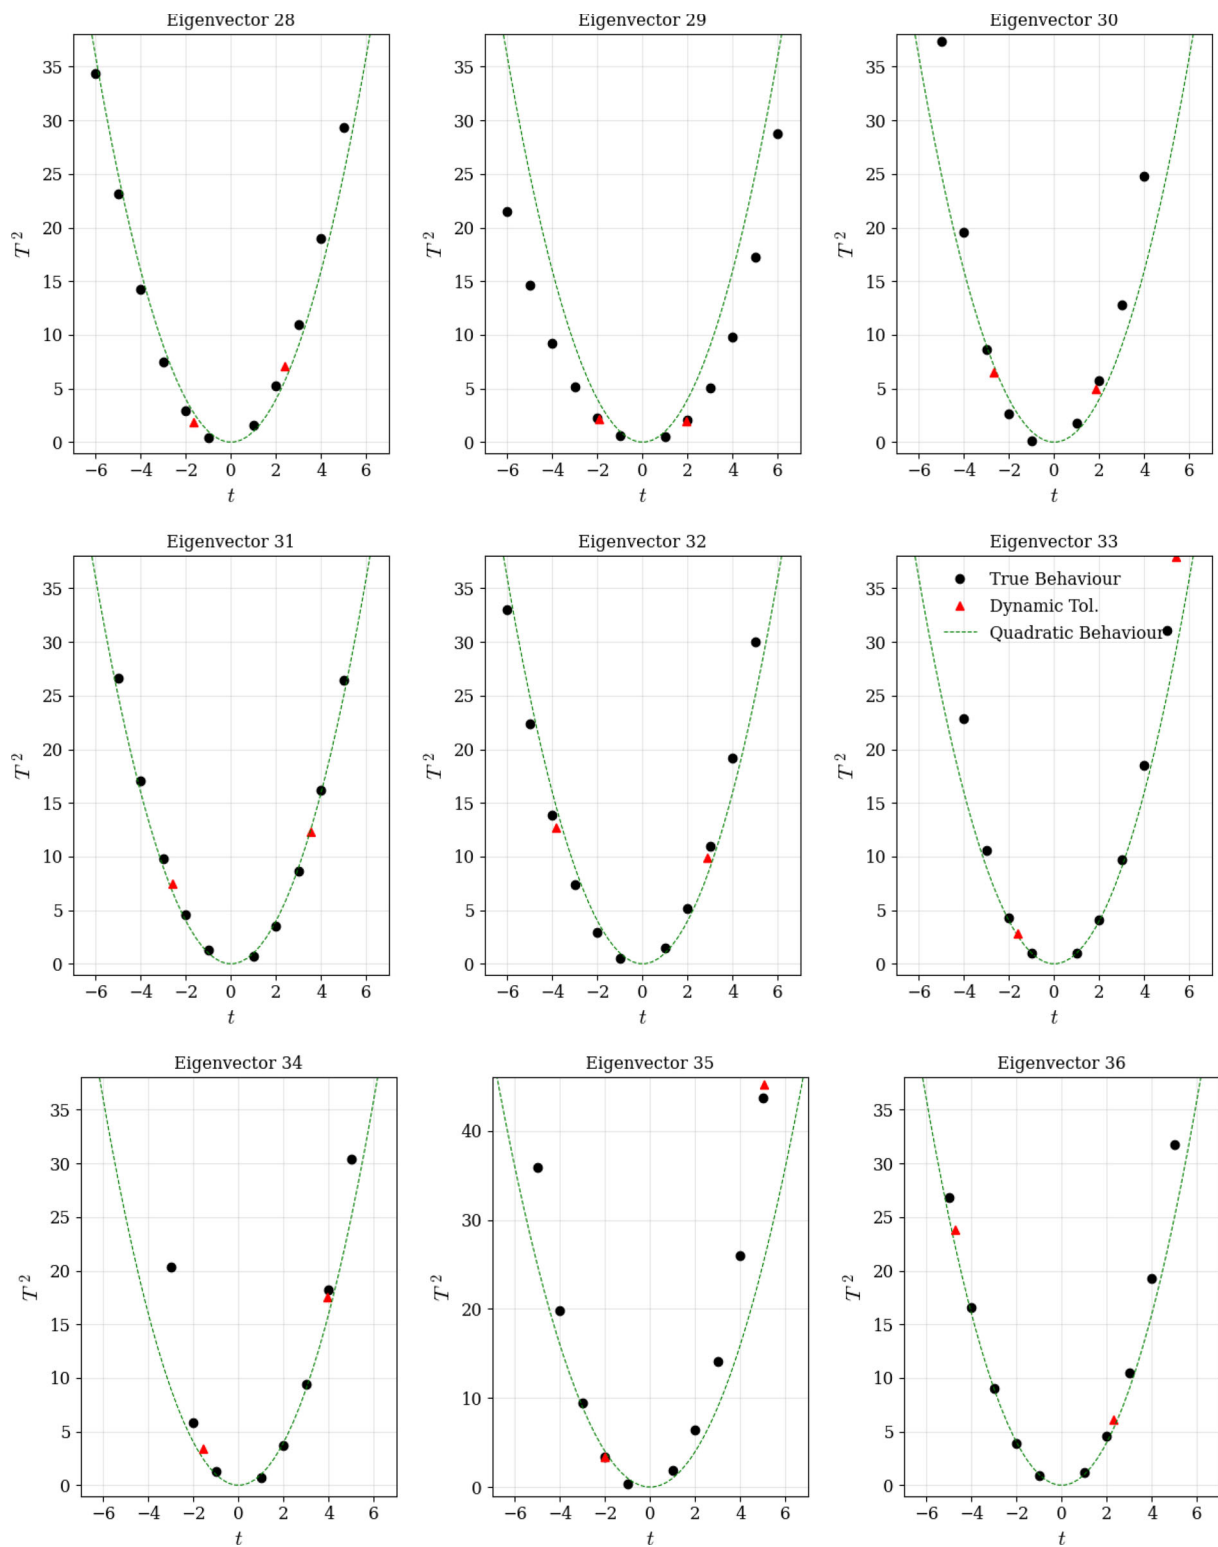 Eigenvector 28
Eigenvector 29
Eigenvector 30
T²
35
30
25
20
15
10
5
0
−6 −4 −2 0 2 4 6
t
T²
35
30
25
20
15
10
5
0
−6 −4 −2 0 2 4 6
t
T²
35
30
25
20
15
10
5
0
−6 −4 −2 0 2 4 6
t
Eigenvector 31
Eigenvector 32
Eigenvector 33
T²
35
30
25
20
15
10
5
0
−6 −4 −2 0 2 4 6
t
T²
35
30
25
20
15
10
5
0
−6 −4 −2 0 2 4 6
t
True Behaviour
Dynamic Tol.
Quadratic Behaviour
T²
35
30
25
20
15
10
5
0
−6 −4 −2 0 2 4 6
t
Eigenvector 34
Eigenvector 35
Eigenvector 36
T²
35
30
25
20
15
10
5
0
−6 −4 −2 0 2 4 6
t
T²
40
30
20
10
0
−6 −4 −2 0 2 4 6
t
T²
35
30
25
20
15
10
5
0
−6 −4 −2 0 2 4 6
t